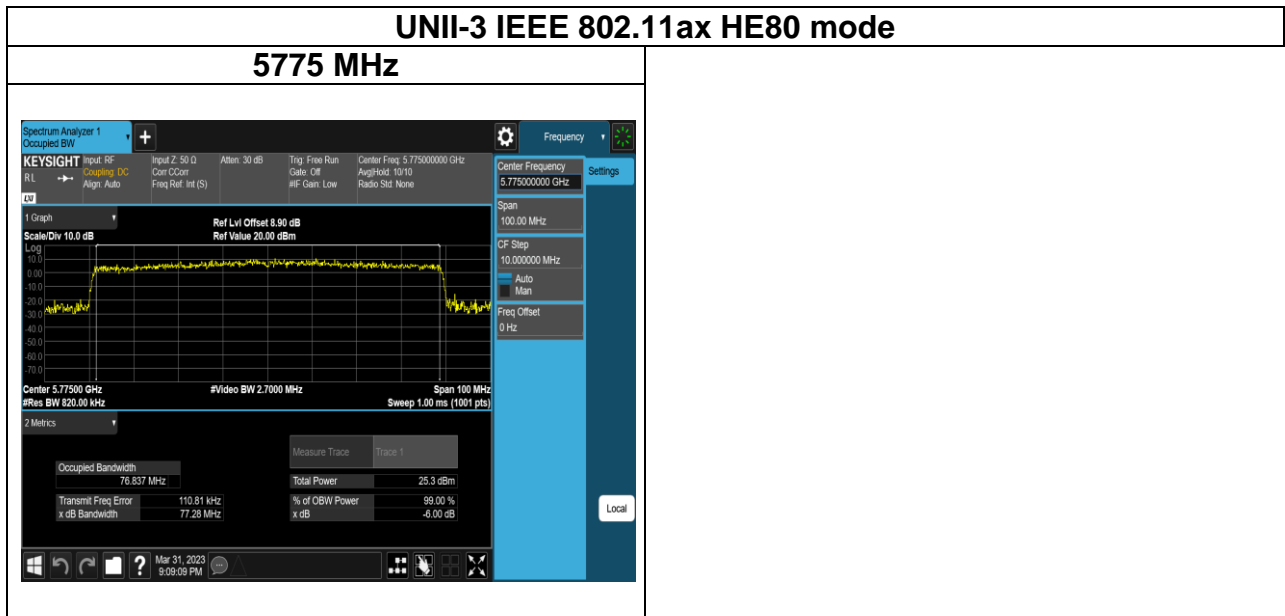 UNII-3 IEEE 802.11ax HE80 mode
5775 MHz
Spectrum Analyzer 1
Occupied BW
Frequency
KEYSIGHT
RL
Input: RF
Coupling: DC
Align: Auto
Input Z: 50 Ω
Corr CCorr
Freq Ref: Int (S)
Atten: 30 dB
Trig: Free Run
Gate: Off
#IF Gain: Low
Center Freq: 5.775000000 GHz
Avg|Hold: 10/10
Radio Std: None
LXI
Center Frequency
5.775000000 GHz
Settings
Span
100.00 MHz
CF Step
10.000000 MHz
Auto
Man
Freq Offset
0 Hz
Local
1 Graph
Scale/Div 10.0 dB
Ref Lvl Offset 8.90 dB
Ref Value 20.00 dBm
Log
10.0
0.00
-10.0
-20.0
-30.0
-40.0
-50.0
-60.0
-70.0
Center 5.77500 GHz
#Res BW 820.00 kHz
#Video BW 2.7000 MHz
Span 100 MHz
Sweep 1.00 ms (1001 pts)
2 Metrics
Measure Trace Trace 1
Occupied Bandwidth
76.837 MHz
Total Power 25.3 dBm
Transmit Freq Error 110.81 kHz
% of OBW Power 99.00 %
x dB Bandwidth 77.28 MHz
x dB -6.00 dB
?
Mar 31, 2023
9:09:09 PM